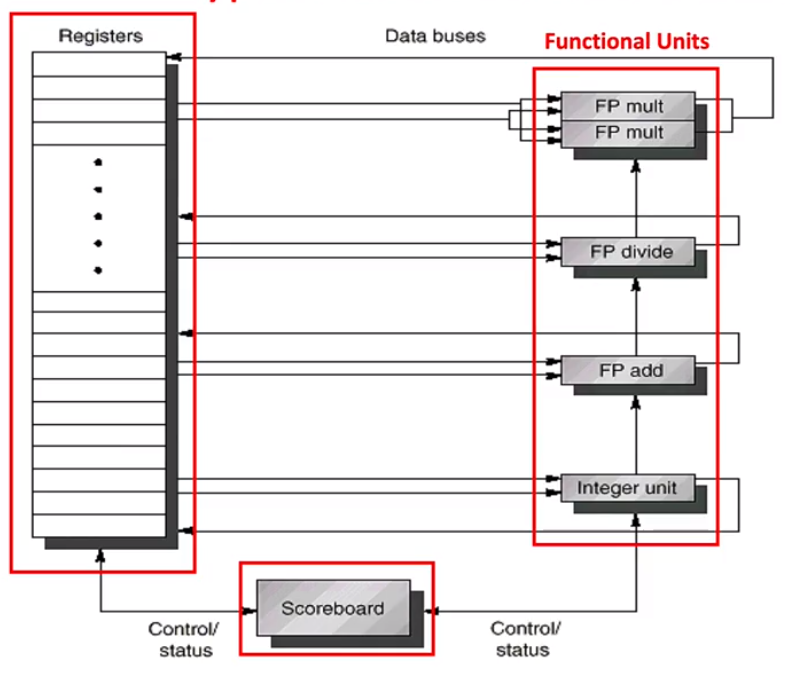 Registers
Data buses
Functional Units
FP mult
FP mult
FP divide
FP add
Integer unit
Scoreboard
Control/
status
Control/
status